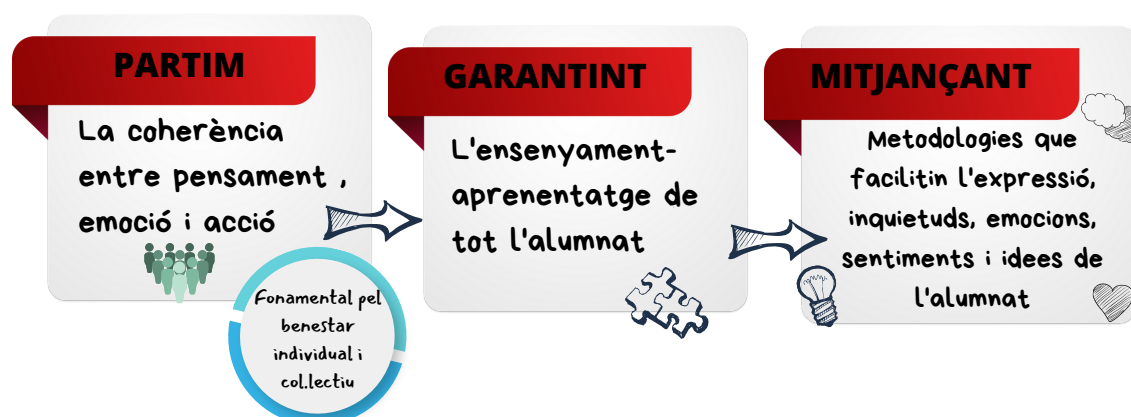 PARTIM
La coherència
entre pensament ,
emoció i acció
Fonamental pel
benestar
individual i
col.lectiu
GARANTINT
L'ensenyament-
aprenentatge de
tot l'alumnat
MITJANÇANT
Metodologies que
facilitin l'expressió,
inquietuds, emocions,
sentiments i idees de
l'alumnat